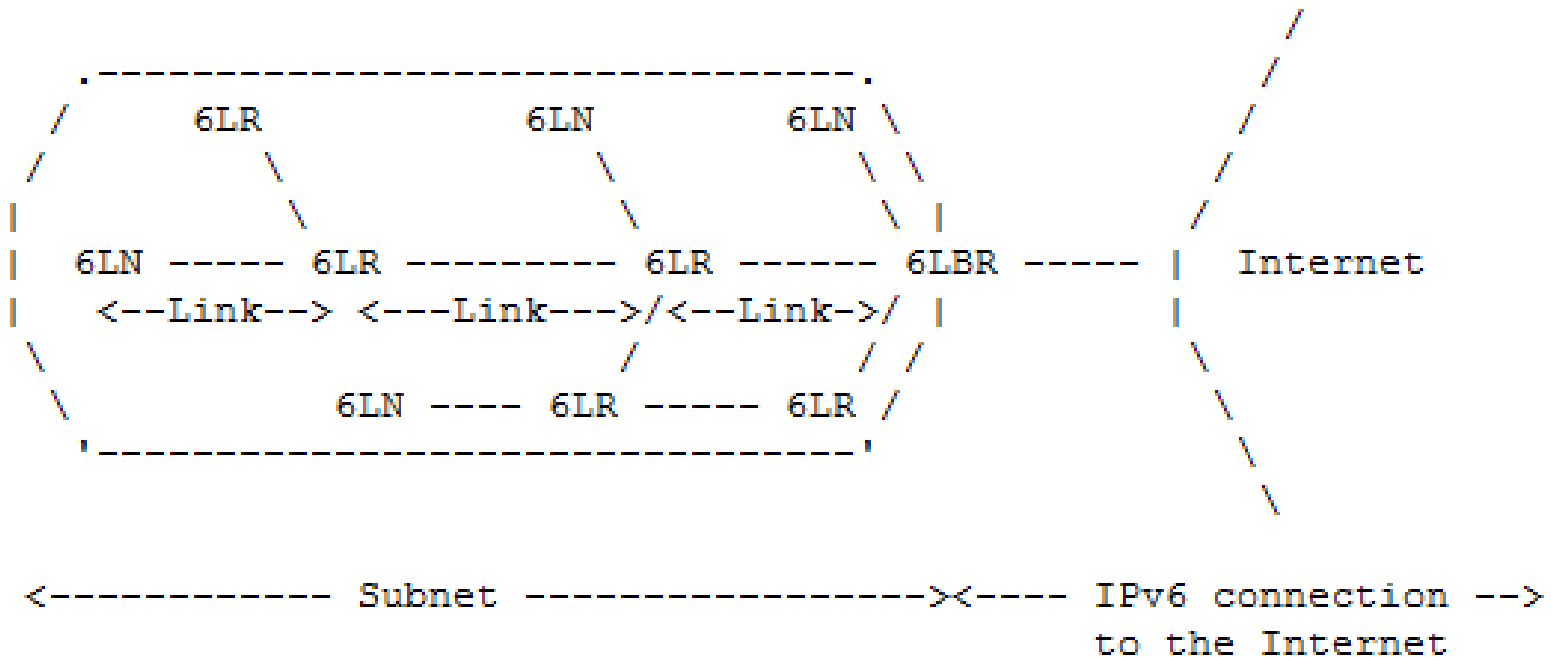 6LR 6LN 6LN
6LN ----- 6LR --------- 6LR ------ 6LBR ----- | Internet
<--Link--> <---Link--->/<--Link->/
6LN ---- 6LR ----- 6LR
<------------ Subnet -----------------><---- IPv6 connection -->
to the Internet